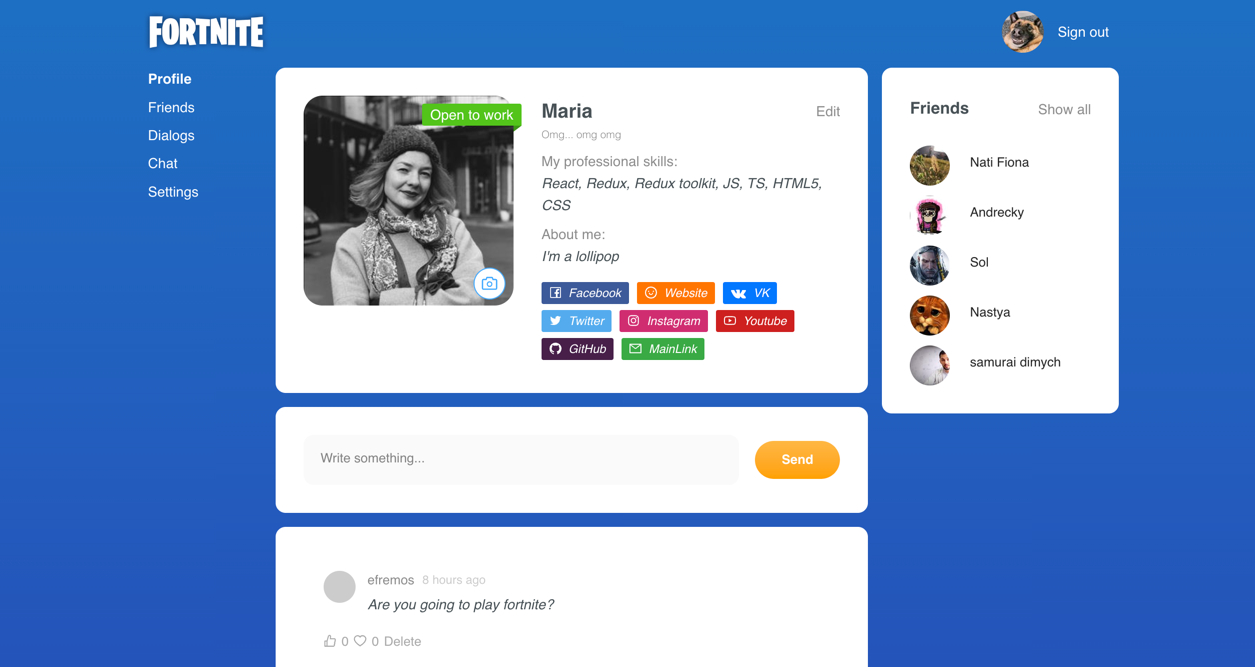 FORTNITE
Sign out
Profile
Friends
Dialogs
Chat
Settings
Open to work
Maria
Edit
Omg... omg omg
My professional skills:
React, Redux, Redux toolkit, JS, TS, HTML5,
CSS
About me:
I'm a lollipop
Facebook
Website
VK
Twitter
Instagram
Youtube
GitHub
MainLink
Write something...
Send
efremos 8 hours ago
Are you going to play fortnite?
0 0 Delete
Friends
Show all
Nati Fiona
Andrecky
Sol
Nastya
samurai dimych